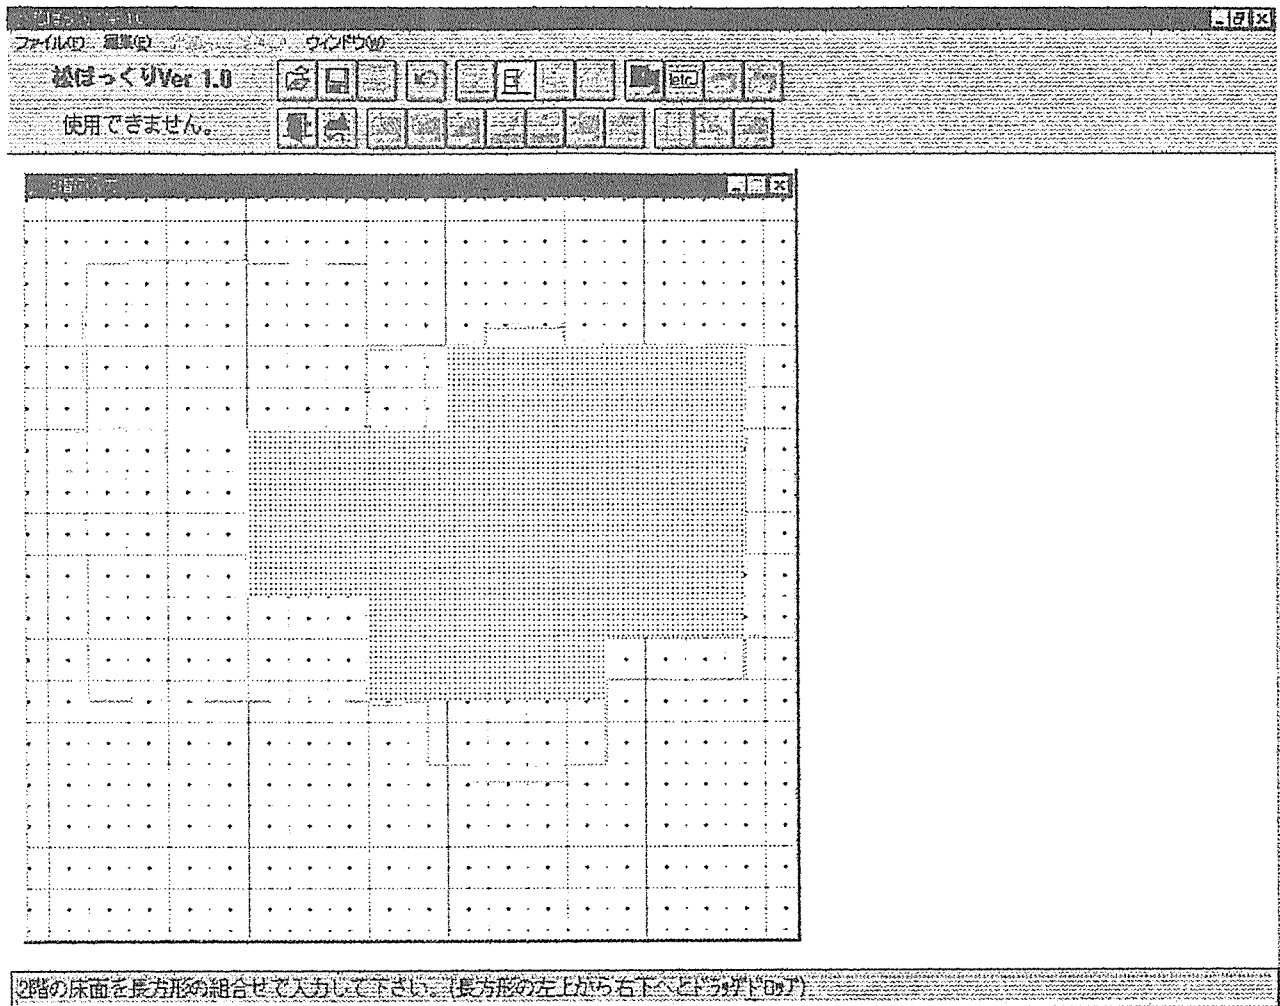 ファイル(F) 編集(E) ウィンドウ(W)
松ぼっくりVer 1.0
etc.
使用できません。
2階の床面を長方形の組合せで入力して下さい。(長方形の左上から右下へとドラッグドロップ)